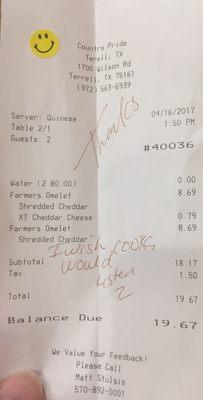 Country Pride
Terell, TX
1700 Wilson Rd
Terrell, TX 75161
(972) 563-6939
Thanks
Server: Quinese
04/16/2017
Table 2/1
1:50 PM
Guests: 2
#40036
Water (2 @0.00)
0.00
Farmers Omelet
8.69
Shredded Cheddar
XT Cheddar Cheese
0.79
Farmers Omelet
8.69
Shredded Cheddar
I wish cooks
would
listen
2
Subtotal
18.17
Tax
1.50
Total
19.67
Balance Due
19.67
We Value Your Feedback!
Please Call
Matt Stulgis
570-892-0001